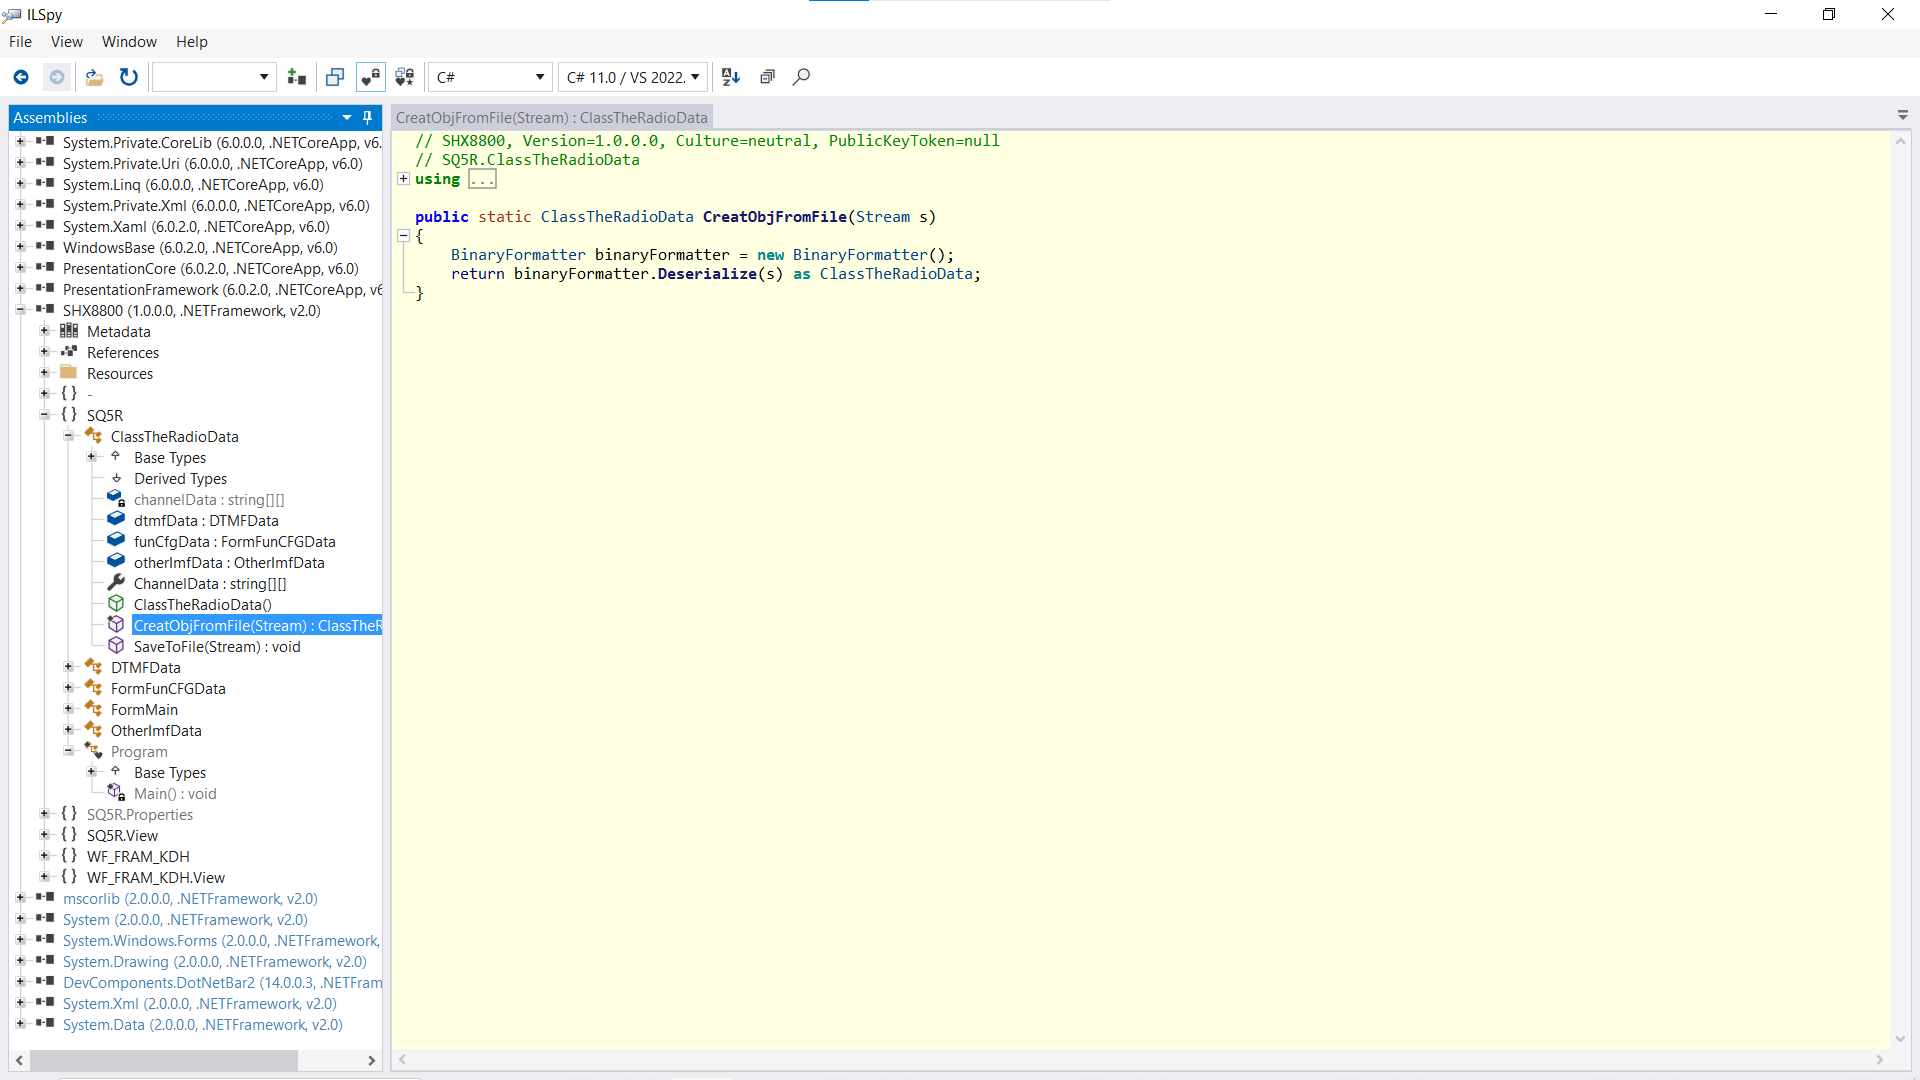 ILSpy
File View Window Help
C# C# 11.0 / VS 2022.
Assemblies
System.Private.CoreLib (6.0.0.0, .NETCoreApp, v6.
System.Private.Uri (6.0.0.0, .NETCoreApp, v6.0)
System.Linq (6.0.0.0, .NETCoreApp, v6.0)
System.Private.Xml (6.0.0.0, .NETCoreApp, v6.0)
System.Xaml (6.0.2.0, .NETCoreApp, v6.0)
WindowsBase (6.0.2.0, .NETCoreApp, v6.0)
PresentationCore (6.0.2.0, .NETCoreApp, v6.0)
PresentationFramework (6.0.2.0, .NETCoreApp, v6
SHX8800 (1.0.0.0, .NETFramework, v2.0)
Metadata
References
Resources
{} -
{} SQ5R
ClassTheRadioData
Base Types
Derived Types
channelData : string[][]
dtmfData : DTMFData
funCfgData : FormFunCFGData
otherImfData : OtherImfData
ChannelData : string[][]
ClassTheRadioData()
CreatObjFromFile(Stream) : ClassTheR
SaveToFile(Stream) : void
DTMFData
FormFunCFGData
FormMain
OtherImfData
Program
Base Types
Main() : void
{} SQ5R.Properties
{} SQ5R.View
{} WF_FRAM_KDH
{} WF_FRAM_KDH.View
mscorlib (2.0.0.0, .NETFramework, v2.0)
System (2.0.0.0, .NETFramework, v2.0)
System.Windows.Forms (2.0.0.0, .NETFramework,
System.Drawing (2.0.0.0, .NETFramework, v2.0)
DevComponents.DotNetBar2 (14.0.0.3, .NETFram
System.Xml (2.0.0.0, .NETFramework, v2.0)
System.Data (2.0.0.0, .NETFramework, v2.0)
CreatObjFromFile(Stream) : ClassTheRadioData
// SHX8800, Version=1.0.0.0, Culture=neutral, PublicKeyToken=null
// SQ5R.ClassTheRadioData
using ...
public static ClassTheRadioData CreatObjFromFile(Stream s)
{
BinaryFormatter binaryFormatter = new BinaryFormatter();
return binaryFormatter.Deserialize(s) as ClassTheRadioData;
}